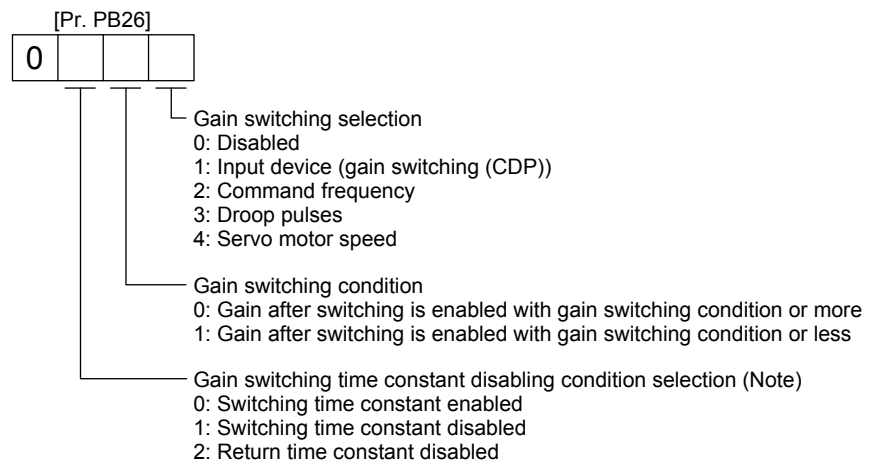 [Pr. PB26]
0
Gain switching selection
0: Disabled
1: Input device (gain switching (CDP))
2: Command frequency
3: Droop pulses
4: Servo motor speed
Gain switching condition
0: Gain after switching is enabled with gain switching condition or more
1: Gain after switching is enabled with gain switching condition or less
Gain switching time constant disabling condition selection (Note)
0: Switching time constant enabled
1: Switching time constant disabled
2: Return time constant disabled